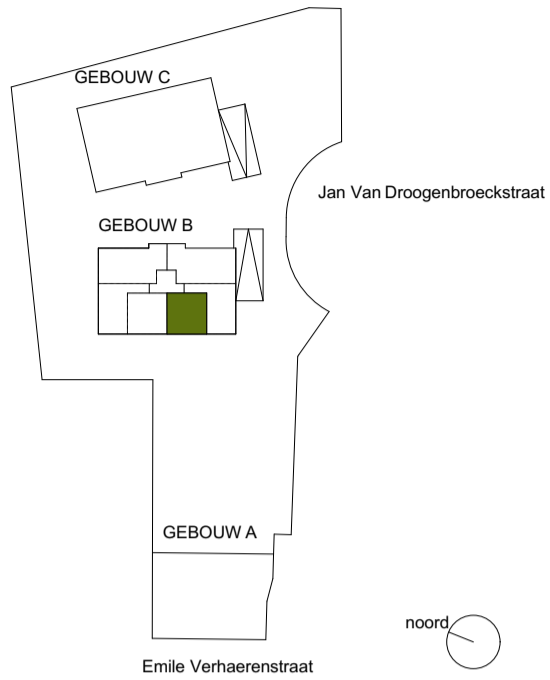 GEBOUW C
Jan Van Droogenbroeckstraat
GEBOUW B
GEBOUW A
noord
Emile Verhaerenstraat